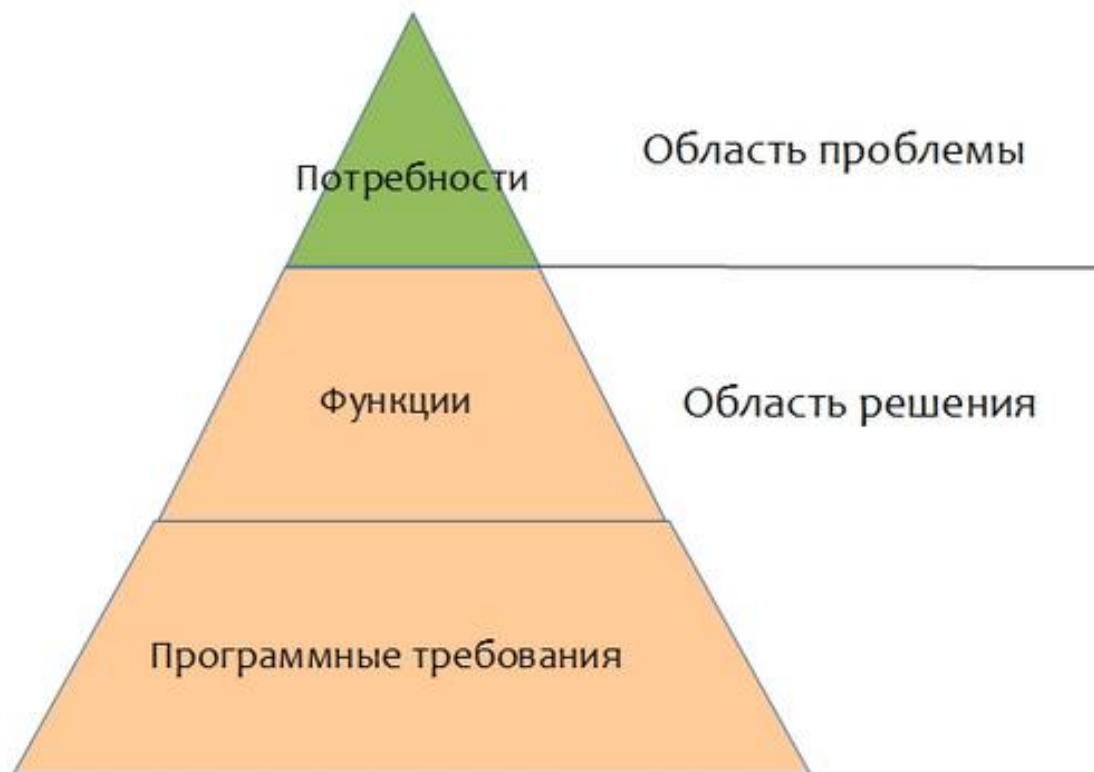 Потребности
Область проблемы
Функции
Область решения
Программные требования